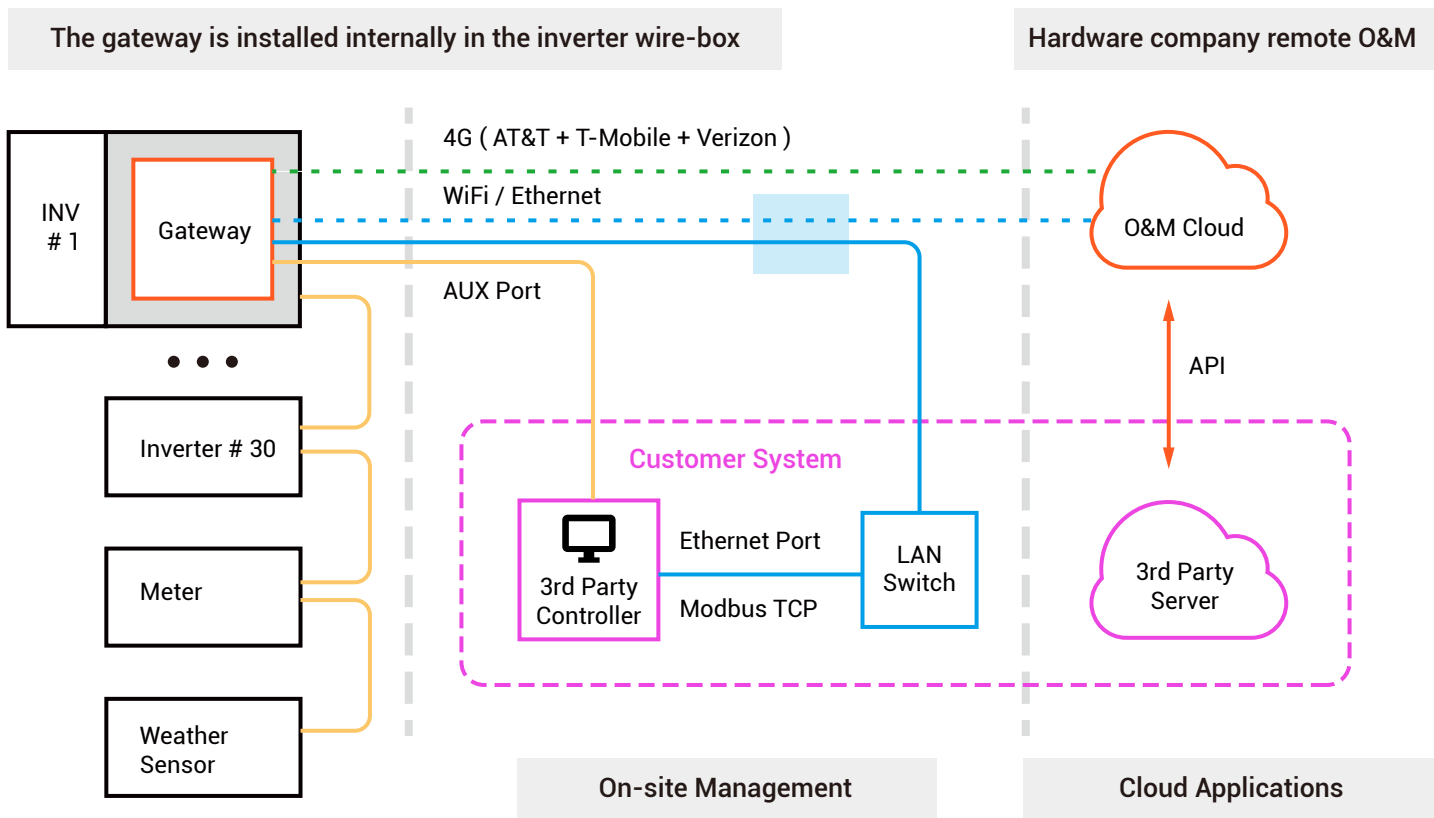 The gateway is installed internally in the inverter wire-box
Hardware company remote O&M
4G ( AT&T + T-Mobile + Verizon )
WiFi / Ethernet
INV
# 1
Gateway
O&M Cloud
AUX Port
API
Inverter # 30
Customer System
Ethernet Port
LAN
Switch
3rd Party
Controller
Modbus TCP
3rd Party
Server
Meter
Weather
Sensor
On-site Management
Cloud Applications